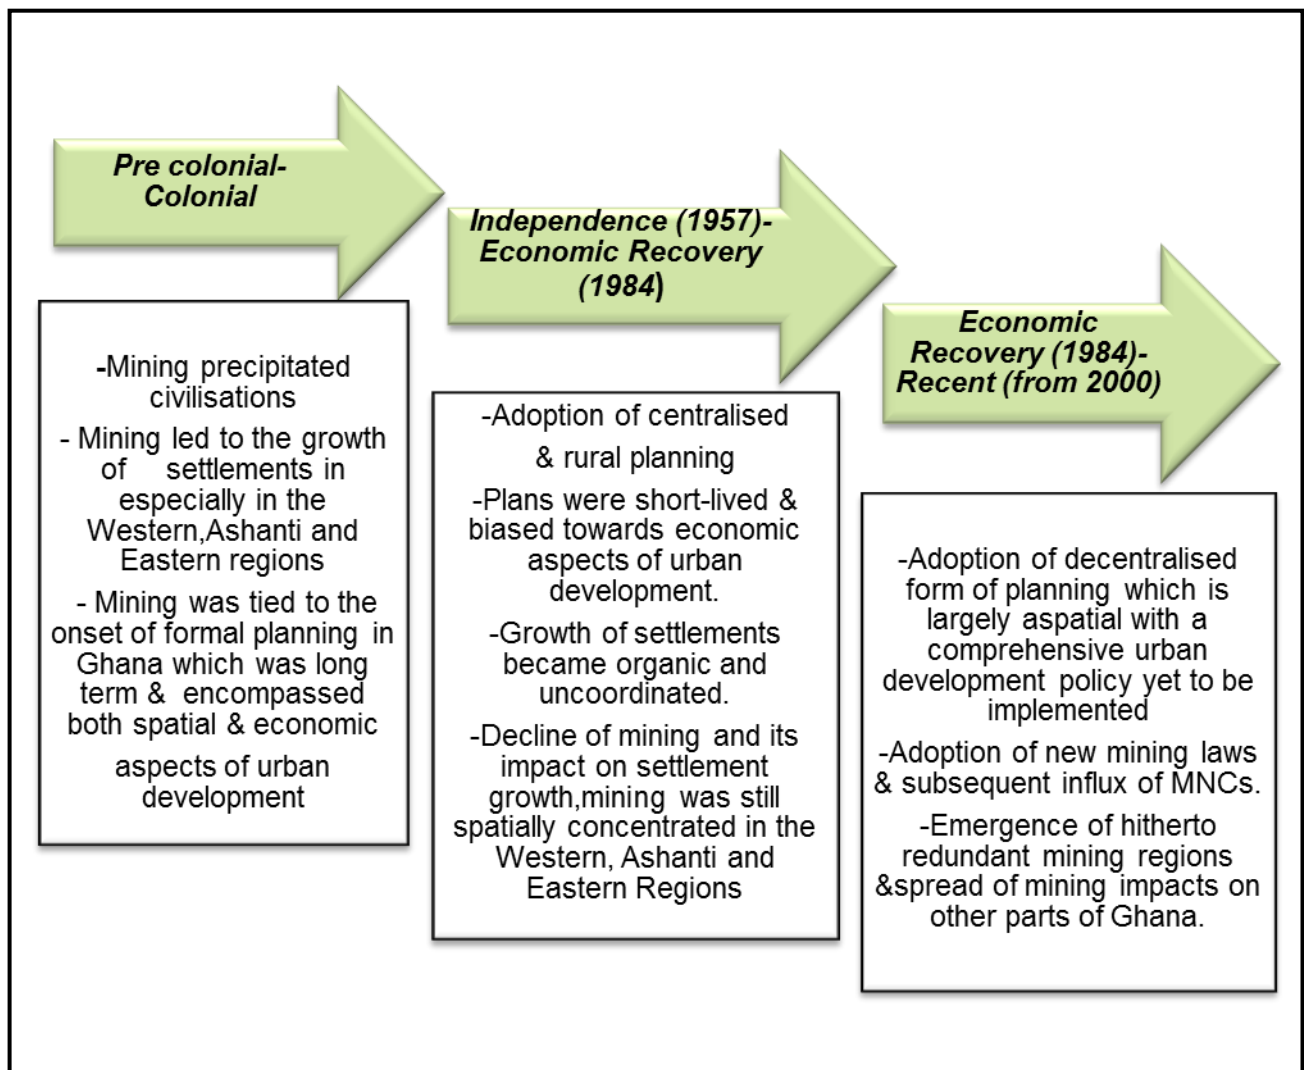 Pre colonial-
Colonial
-Mining precipitated
civilisations
- Mining led to the growth
of settlements in
especially in the
Western,Ashanti and
Eastern regions
- Mining was tied to the
onset of formal planning in
Ghana which was long
term & encompassed
both spatial & economic
aspects of urban
development
Independence (1957)-
Economic Recovery
(1984)
-Adoption of centralised
& rural planning
-Plans were short-lived &
biased towards economic
aspects of urban
development.
-Growth of settlements
became organic and
uncoordinated.
-Decline of mining and its
impact on settlement
growth,mining was still
spatially concentrated in the
Western, Ashanti and
Eastern Regions
Economic
Recovery (1984)-
Recent (from 2000)
-Adoption of decentralised
form of planning which is
largely aspatial with a
comprehensive urban
development policy yet to be
implemented
-Adoption of new mining laws
& subsequent influx of MNCs.
-Emergence of hitherto
redundant mining regions
&spread of mining impacts on
other parts of Ghana.